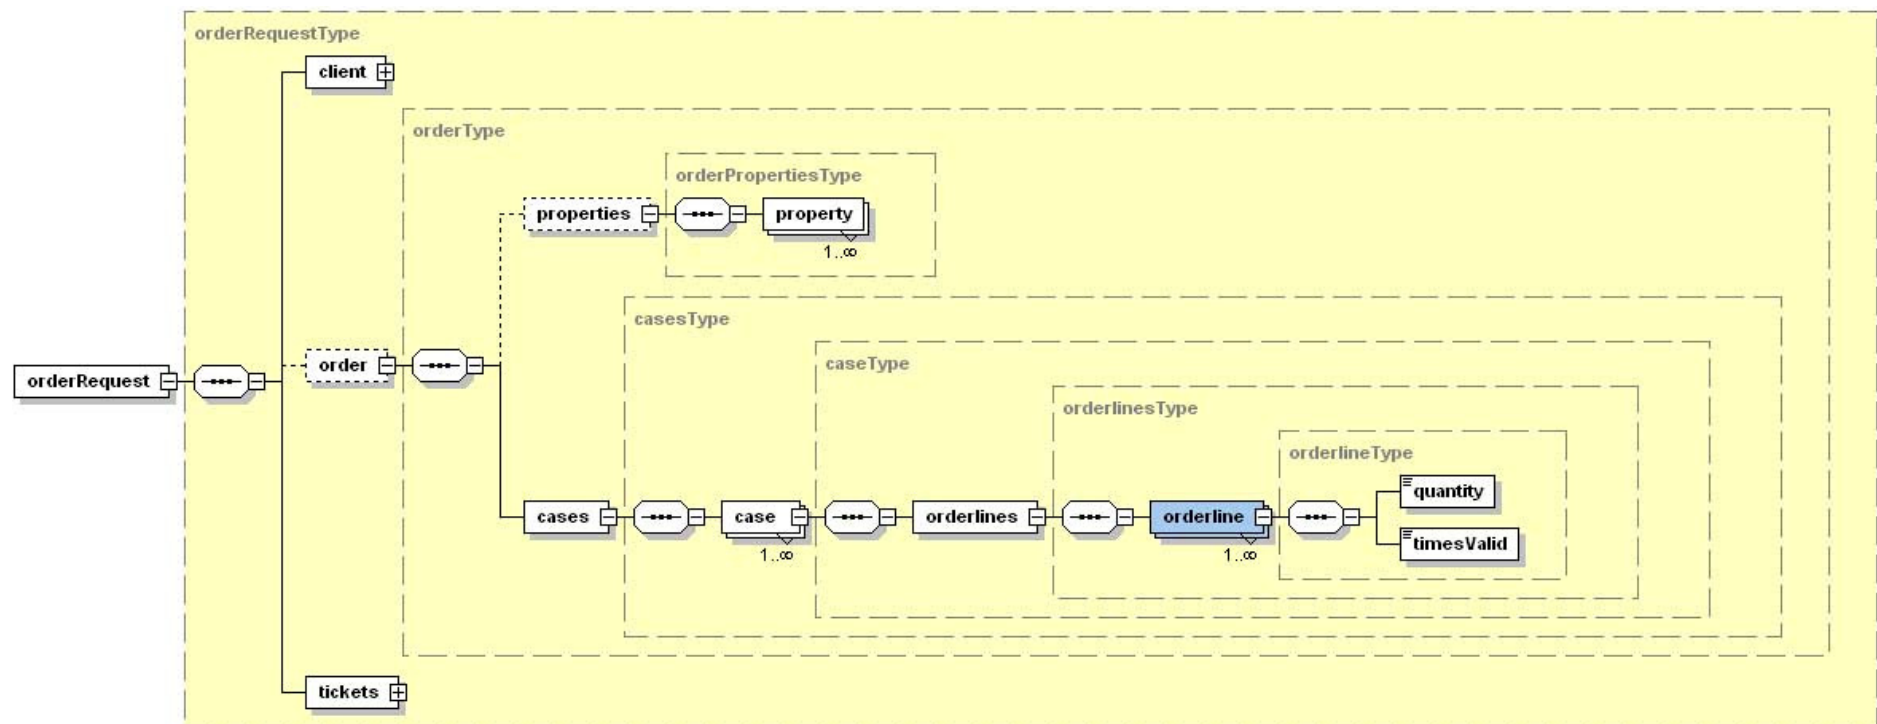 orderRequestType
client
orderType
orderPropertiesType
properties
property
1..∞
casesType
caseType
order
orderRequest
orderlinesType
orderlineType
quantity
cases
case
orderlines
orderline
timesValid
1..∞
1..∞
tickets